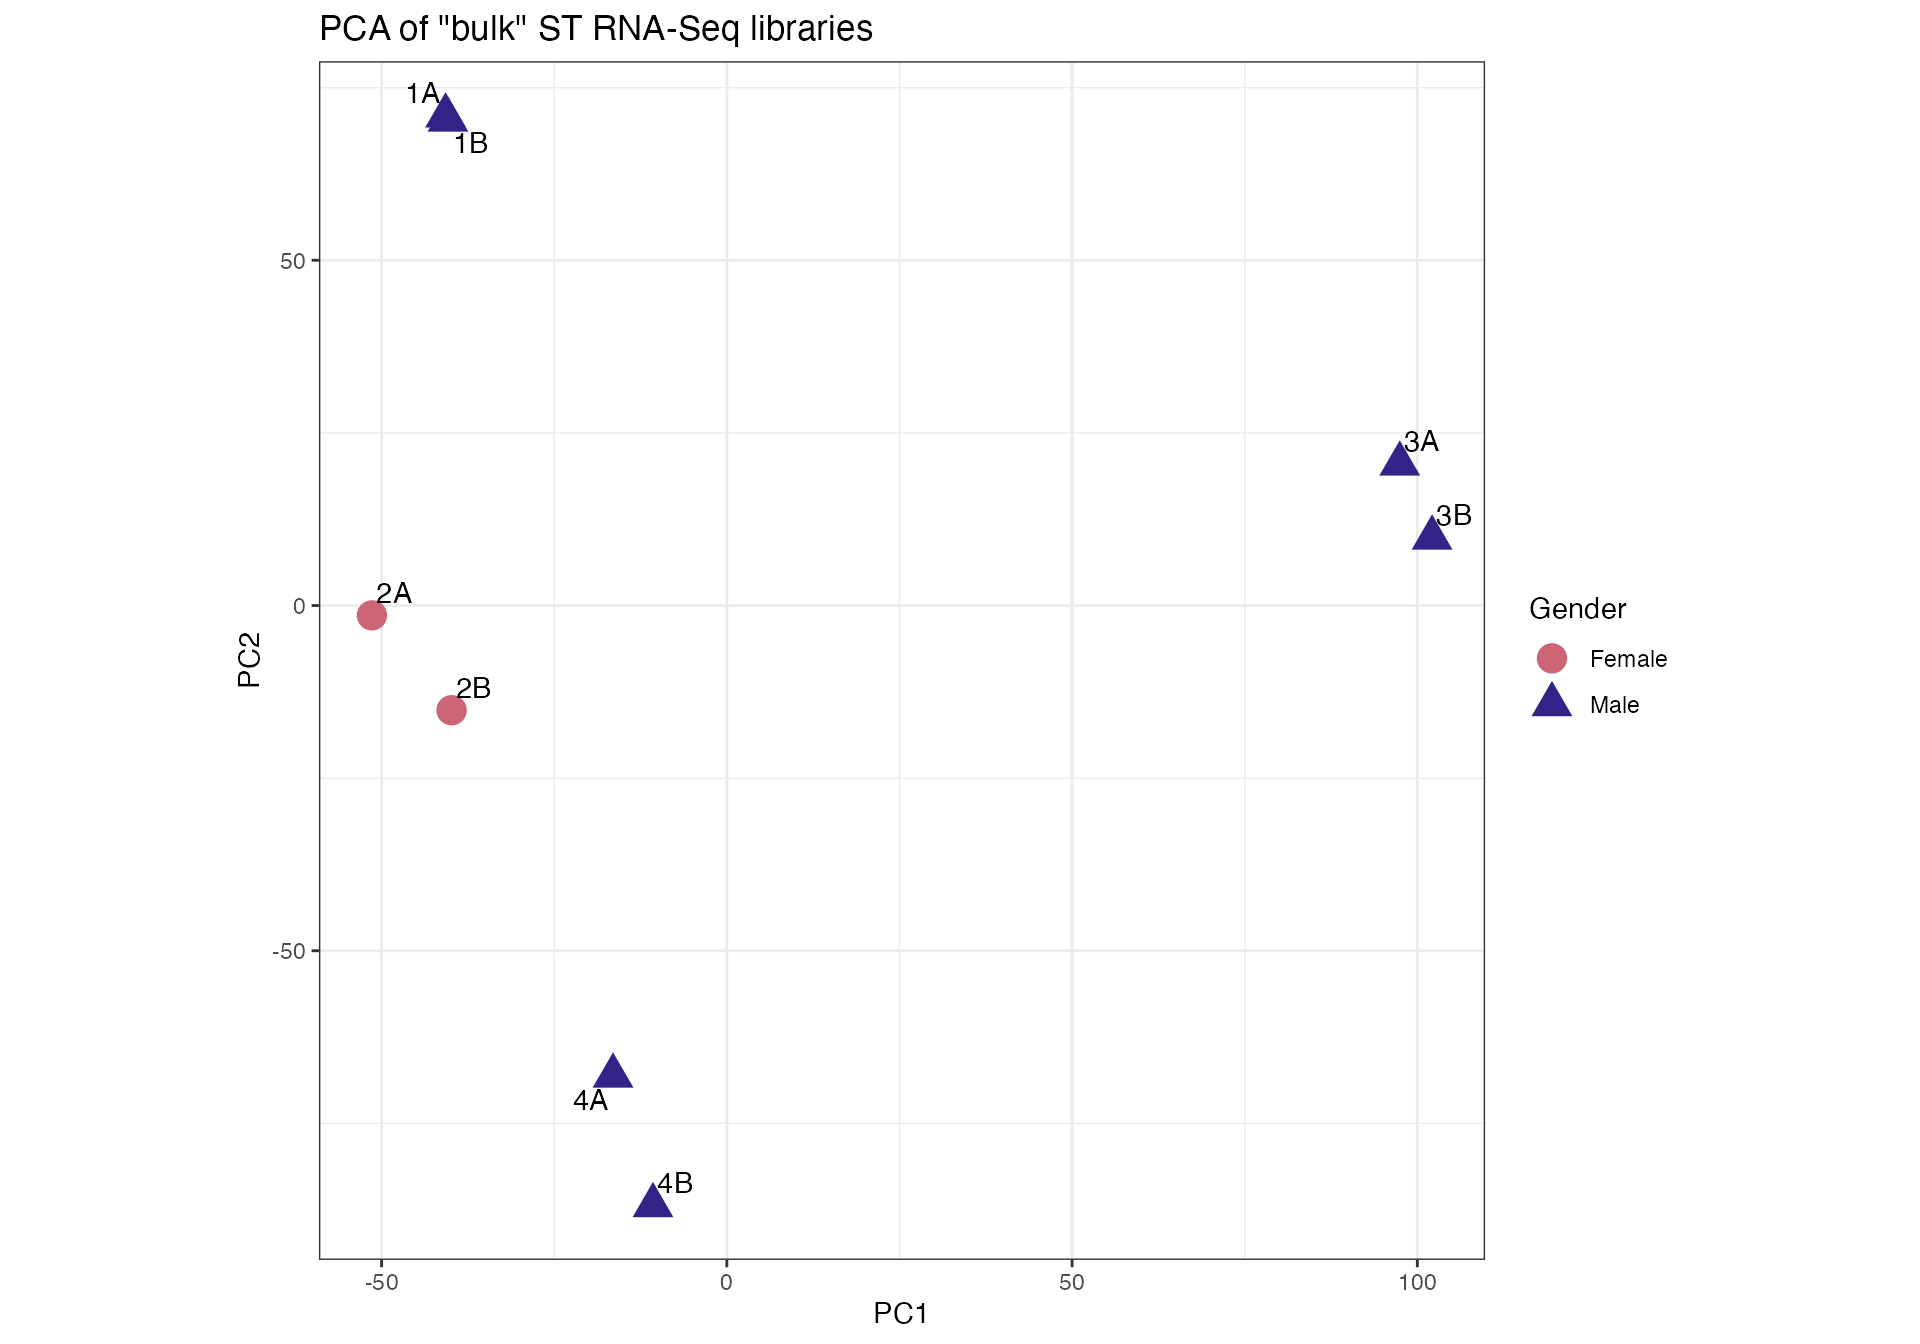 PCA of "bulk" ST RNA-Seq libraries
1A
1B
50
3A
3B
2A
0
Gender
PC2
Female
2B
Male
-50
4A
4B
-50
0
50
100
PC1